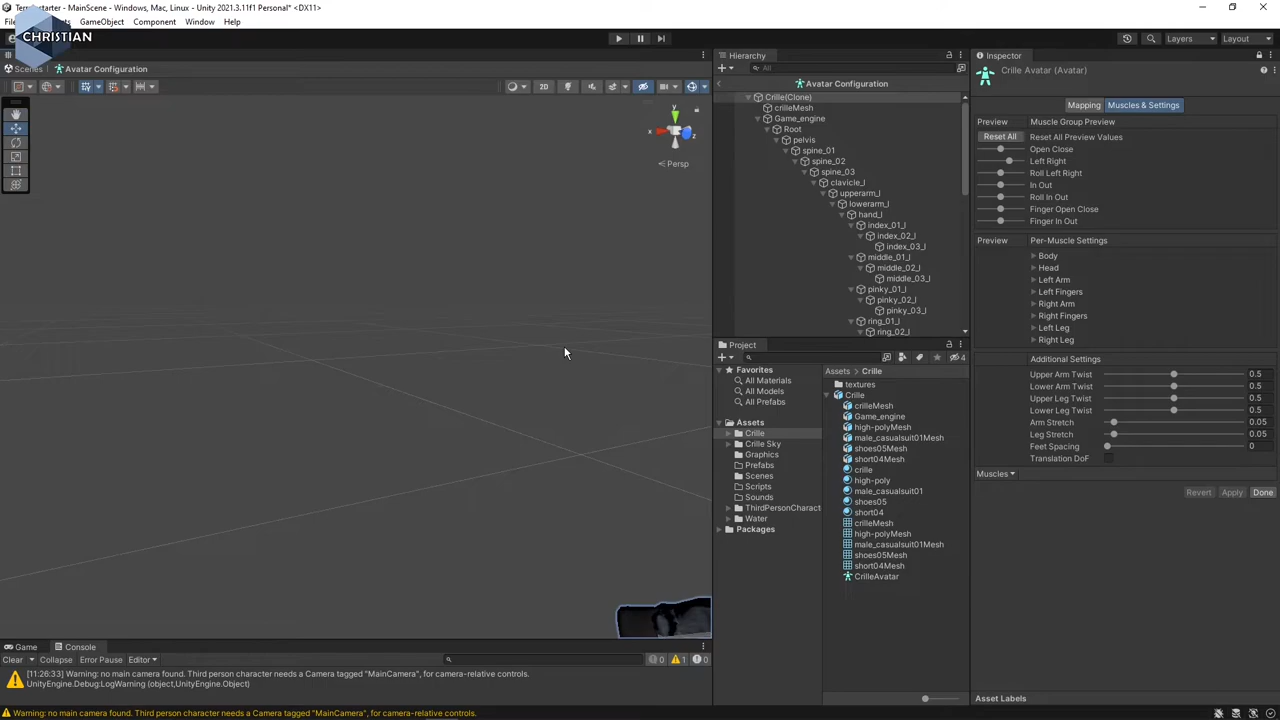 MainScene - Windows, Mac, Linux - Unity 2021.3.11f1 Personal* <DX11>
GameObject Component Window Help
CHRISTIAN
Layers Layout
Scenes Avatar Configuration
2D
y
x
z
Persp
Hierarchy
All
Avatar Configuration
Crille(Clone)
crilleMesh
Game_engine
Root
pelvis
spine_01
spine_02
spine_03
clavicle_l
upperarm_l
lowerarm_l
hand_l
index_01_l
index_02_l
index_03_l
middle_01_l
middle_02_l
middle_03_l
pinky_01_l
pinky_02_l
pinky_03_l
ring_01_l
ring_02_l
Project
4
Favorites
All Materials
All Models
All Prefabs
Assets
Crille
Crille Sky
Graphics
Prefabs
Scenes
Scripts
Sounds
ThirdPersonCharact
Water
Packages
Assets Crille
textures
Crille
crilleMesh
Game_engine
high-polyMesh
male_casualsuit01Mesh
shoes05Mesh
short04Mesh
crille
high-poly
male_casualsuit01
shoes05
short04
crilleMesh
high-polyMesh
male_casualsuit01Mesh
shoes05Mesh
short04Mesh
CrilleAvatar
Inspector
Crille Avatar (Avatar)
Mapping Muscles & Settings
Preview Muscle Group Preview
Reset All Reset All Preview Values
Open Close
Left Right
Roll Left Right
In Out
Roll In Out
Finger Open Close
Finger In Out
Preview Per-Muscle Settings
Body
Head
Left Arm
Left Fingers
Right Arm
Right Fingers
Left Leg
Right Leg
Additional Settings
Upper Arm Twist 0.5
Lower Arm Twist 0.5
Upper Leg Twist 0.5
Lower Leg Twist 0.5
Arm Stretch 0.05
Leg Stretch 0.05
Feet Spacing 0
Translation DoF
Muscles
Revert Apply Done
Asset Labels
Game Console
Clear Collapse Error Pause Editor
0 1 0
[11:26:33] Warning: no main camera found. Third person character needs a Camera tagged "MainCamera", for camera-relative controls.
UnityEngine.Debug:LogWarning (object,UnityEngine.Object)
Warning: no main camera found. Third person character needs a Camera tagged "MainCamera", for camera-relative controls.